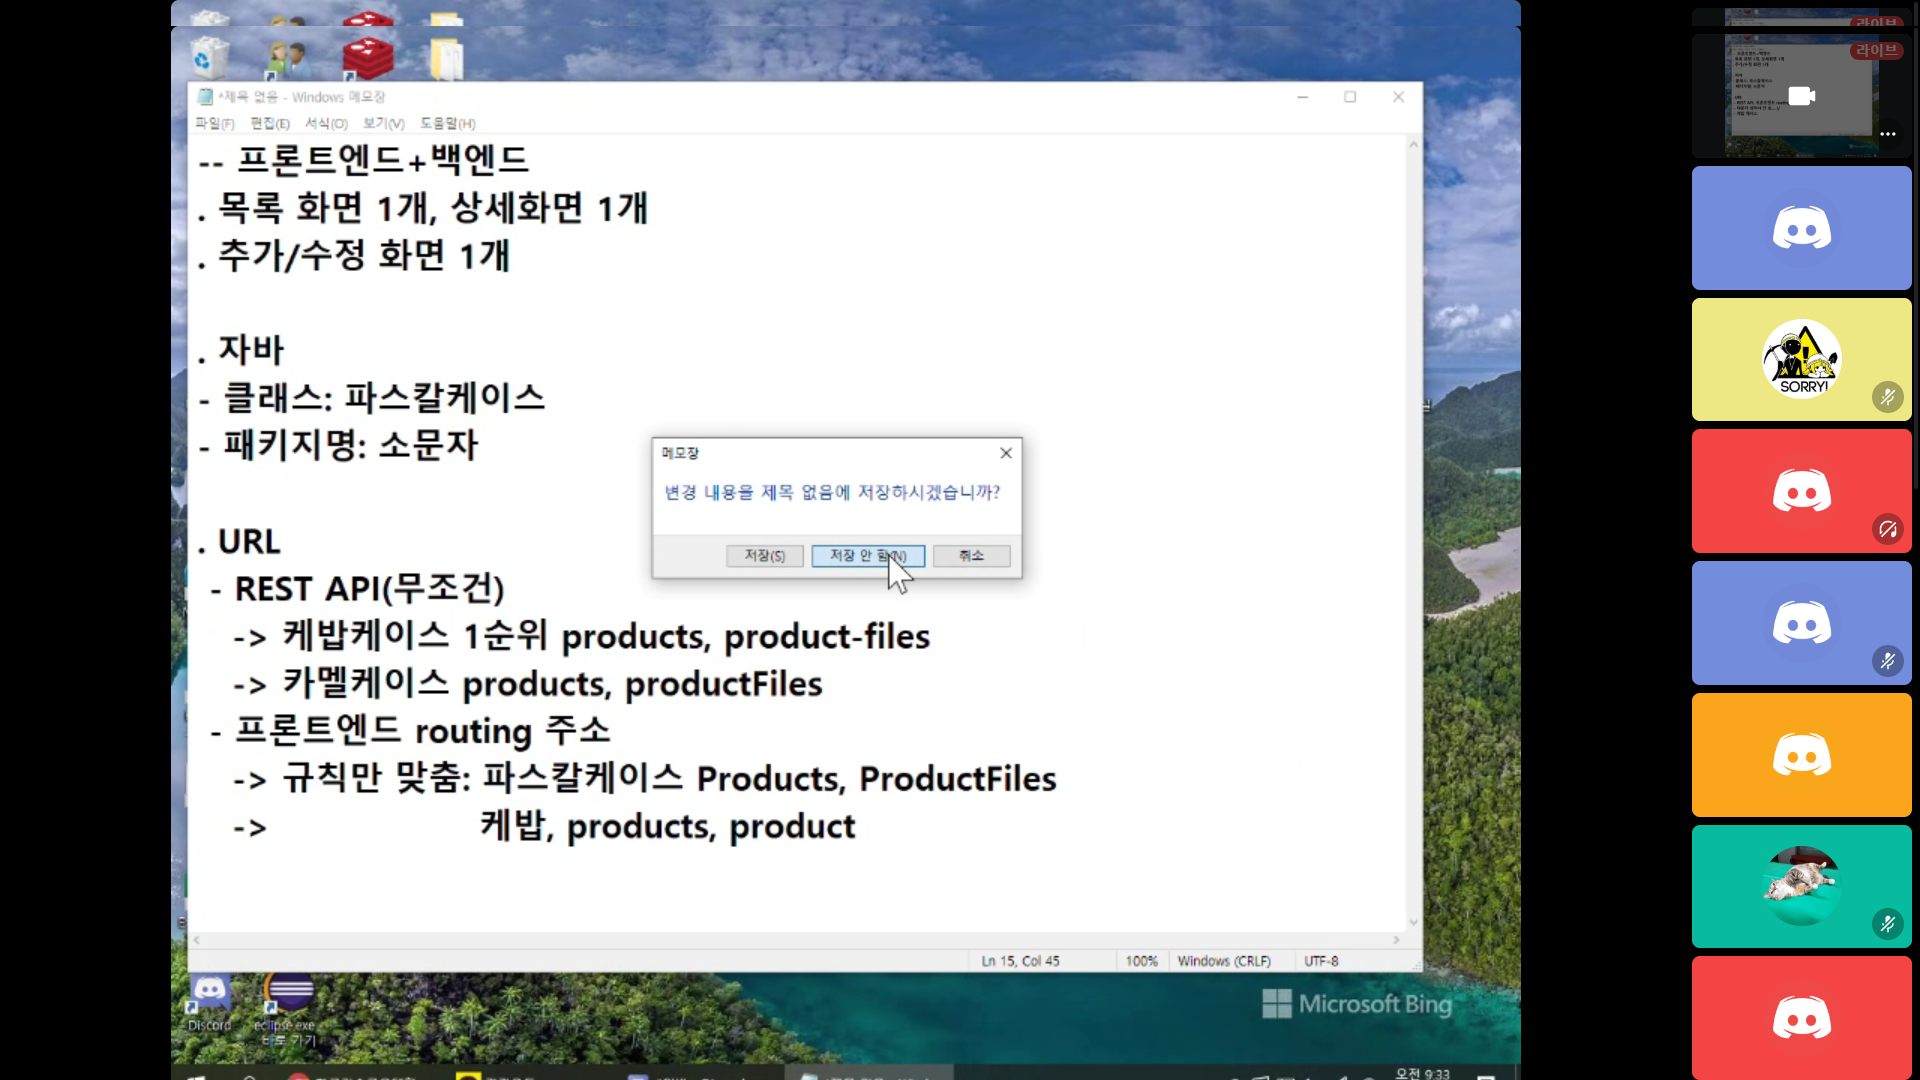 *제목 없음 - Windows 메모장
파일(F) 편집(E) 서식(O) 보기(V) 도움말(H)
-- 프론트엔드+백엔드
. 목록 화면 1개, 상세화면 1개
. 추가/수정 화면 1개
. 자바
- 클래스: 파스칼케이스
- 패키지명: 소문자
. URL
- REST API(무조건)
-> 케밥케이스 1순위 products, product-files
-> 카멜케이스 products, productFiles
- 프론트엔드 routing 주소
-> 규칙만 맞춤: 파스칼케이스 Products, ProductFiles
-> 케밥, products, product
메모장
변경 내용을 제목 없음에 저장하시겠습니까?
저장(S) 저장 안 함(N) 취소
Ln 15, Col 45 100% Windows (CRLF) UTF-8
Discord
eclipse.exe
바로 가기
Microsoft Bing
오전 9:33
라이브
라이브
SORRY!